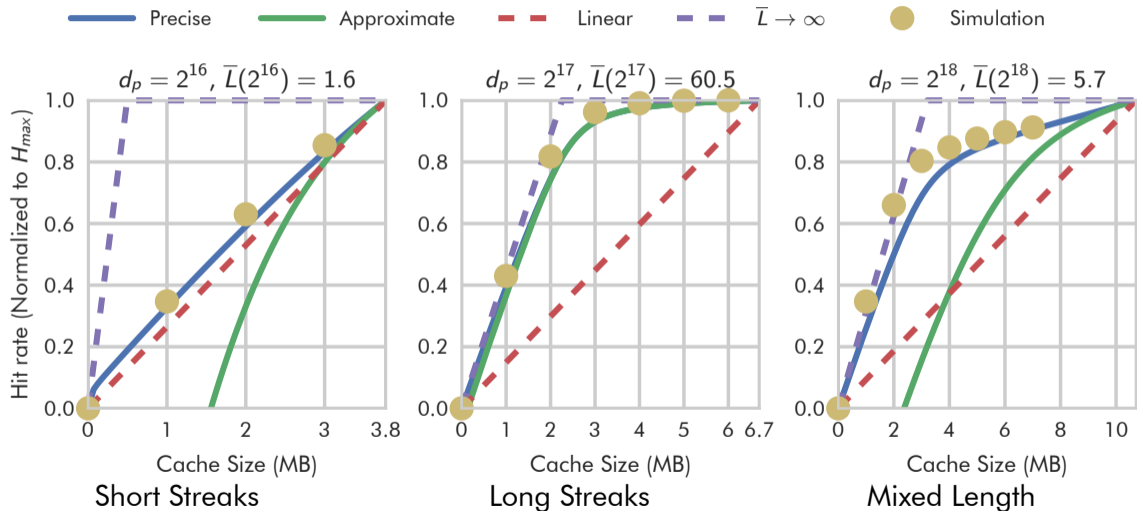 Precise Approximate Linear L̅ → ∞ Simulation
d_p = 2^16, L̅(2^16) = 1.6
d_p = 2^17, L̅(2^17) = 60.5
d_p = 2^18, L̅(2^18) = 5.7
Hit rate (Normalized to H_max)
1.0
0.8
0.6
0.4
0.2
0.0
0 1 2 3 3.8
Cache Size (MB)
Short Streaks
1.0
0.8
0.6
0.4
0.2
0.0
0 1 2 3 4 5 6 6.7
Cache Size (MB)
Long Streaks
1.0
0.8
0.6
0.4
0.2
0.0
0 2 4 6 8 10
Cache Size (MB)
Mixed Length